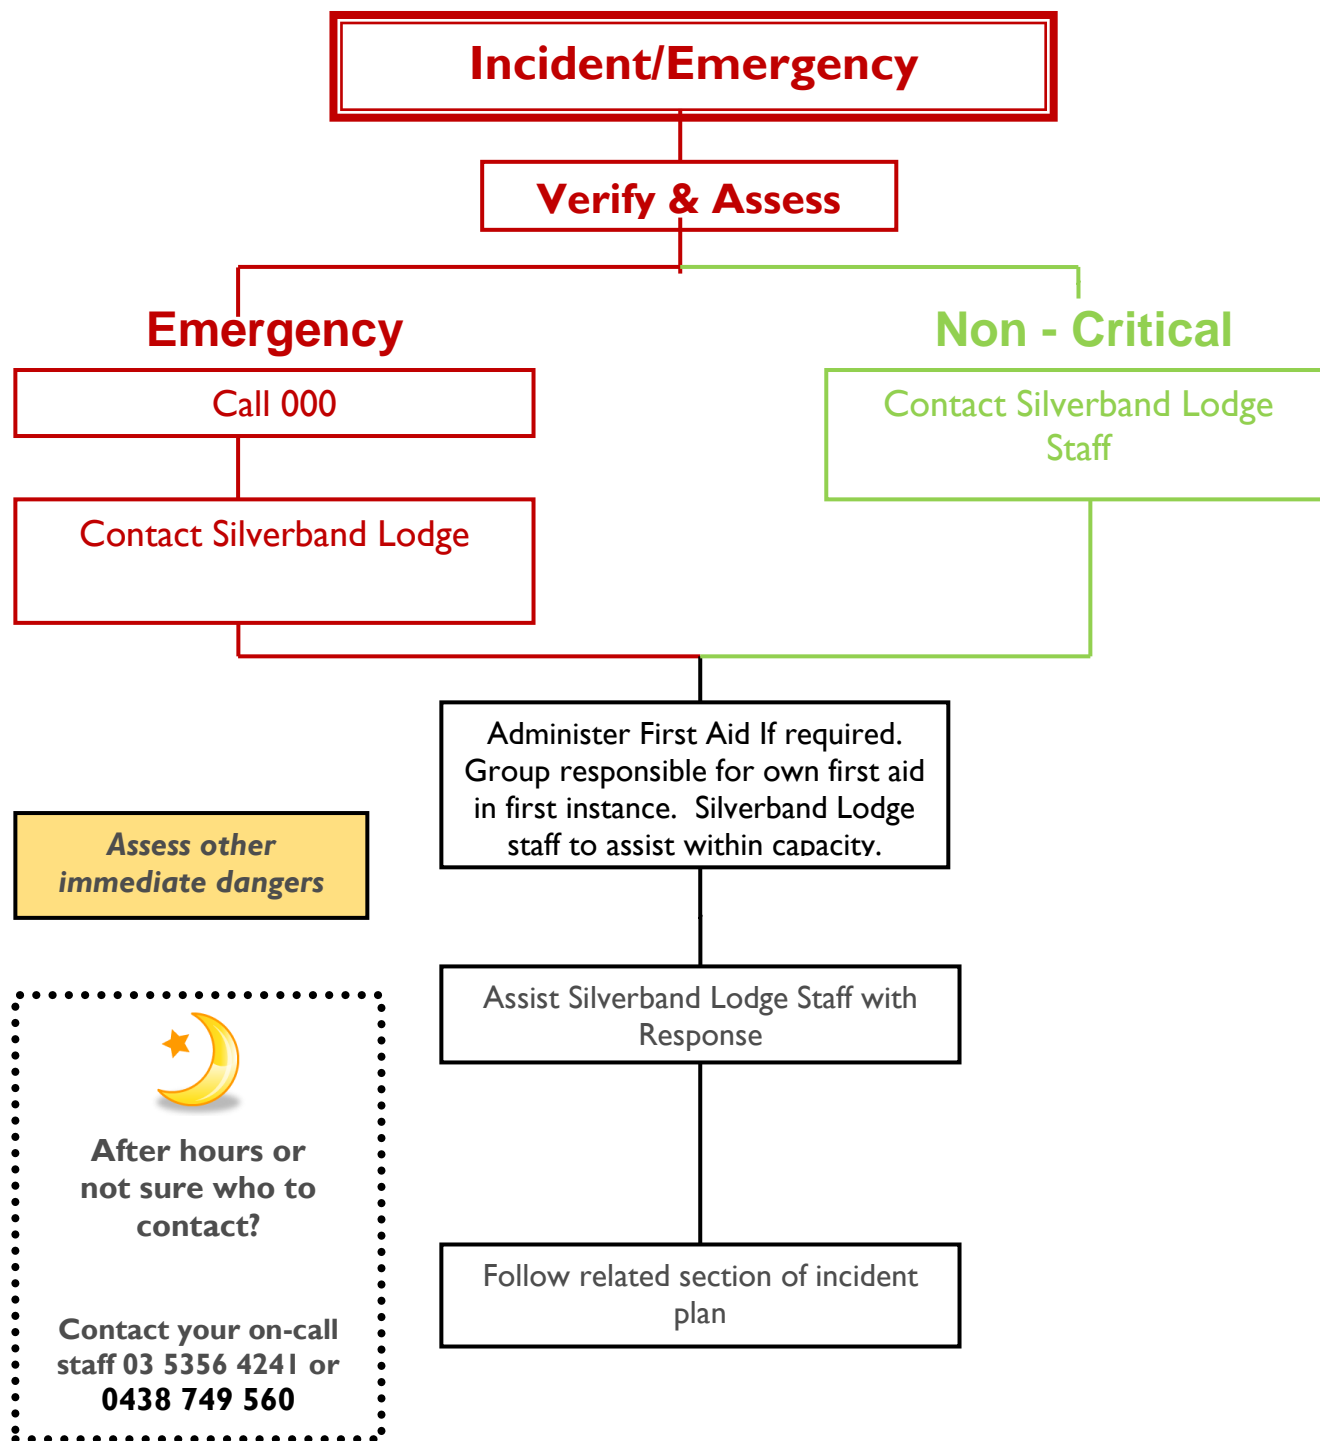 Incident/Emergency
Verify & Assess
Emergency
Non - Critical
Call 000
Contact Silverband Lodge
Staff
Contact Silverband Lodge
Administer First Aid If required.
Group responsible for own first aid
in first instance.  Silverband Lodge
staff to assist within capacity.
Assess other
immediate dangers
Assist Silverband Lodge Staff with
Response
After hours or
not sure who to
contact?
Contact your on-call
staff 03 5356 4241 or
0438 749 560
Follow related section of incident
plan